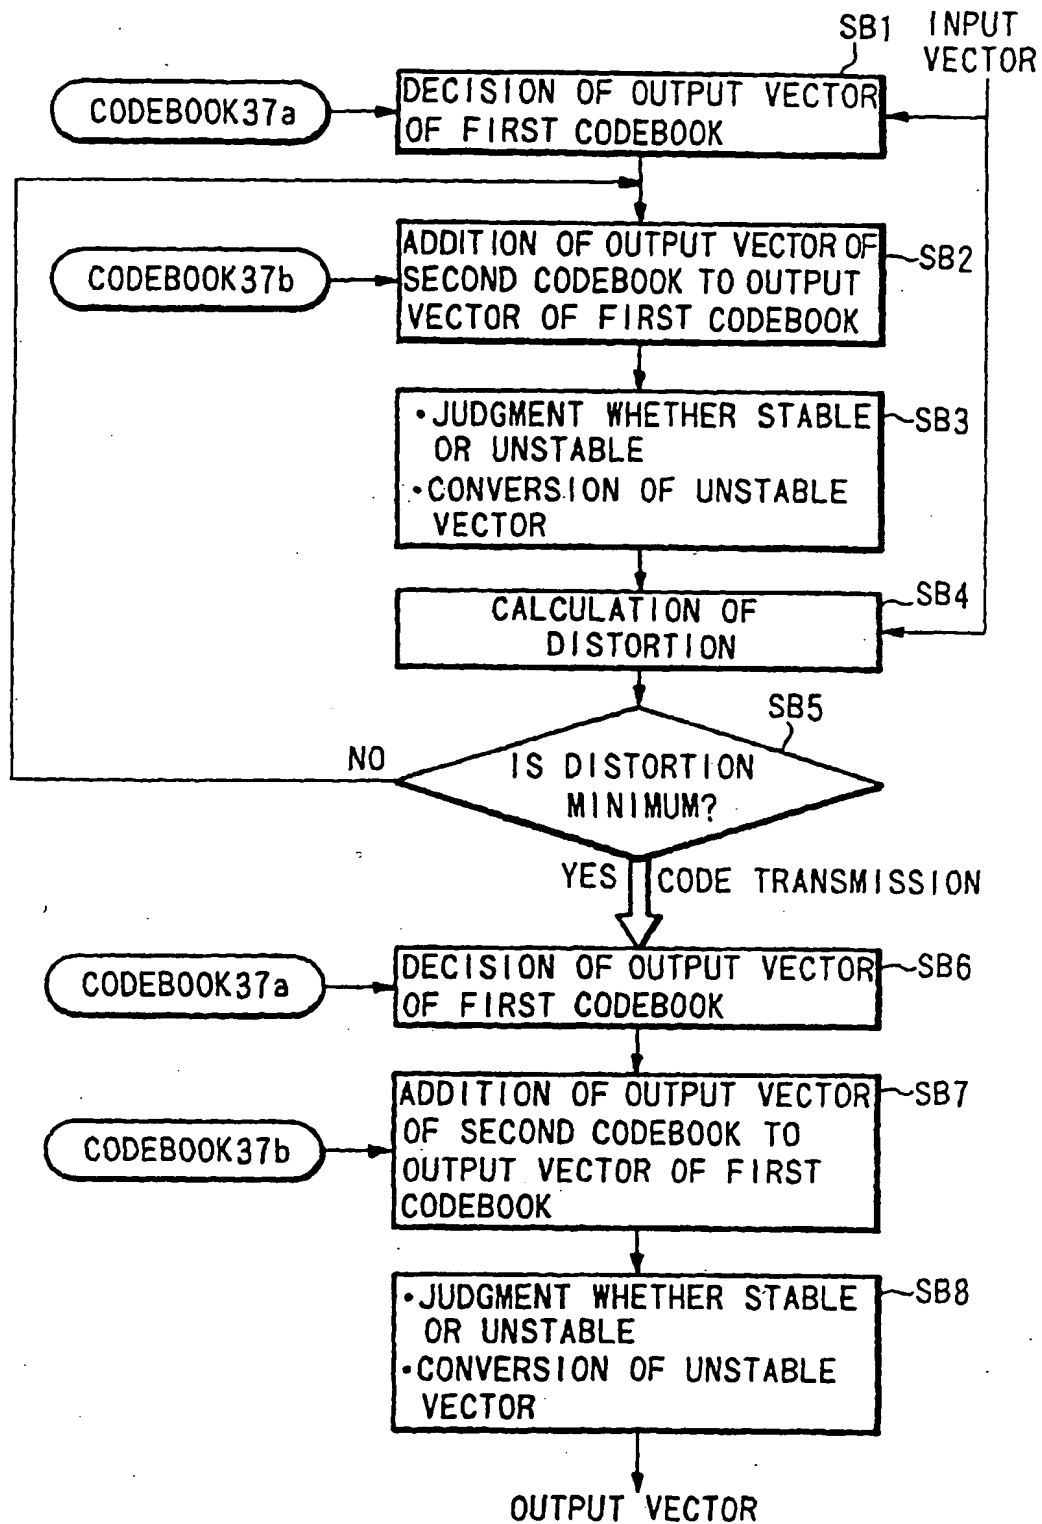 SB1
INPUT
VECTOR
CODEBOOK37a
DECISION OF OUTPUT VECTOR
OF FIRST CODEBOOK
CODEBOOK37b
ADDITION OF OUTPUT VECTOR OF
SECOND CODEBOOK TO OUTPUT
VECTOR OF FIRST CODEBOOK
SB2
•JUDGMENT WHETHER STABLE
OR UNSTABLE
•CONVERSION OF UNSTABLE
VECTOR
SB3
CALCULATION OF
DISTORTION
SB4
SB5
NO
IS DISTORTION
MINIMUM?
YES
CODE TRANSMISSION
CODEBOOK37a
DECISION OF OUTPUT VECTOR
OF FIRST CODEBOOK
SB6
CODEBOOK37b
ADDITION OF OUTPUT VECTOR
OF SECOND CODEBOOK TO
OUTPUT VECTOR OF FIRST
CODEBOOK
SB7
•JUDGMENT WHETHER STABLE
OR UNSTABLE
•CONVERSION OF UNSTABLE
VECTOR
SB8
OUTPUT VECTOR